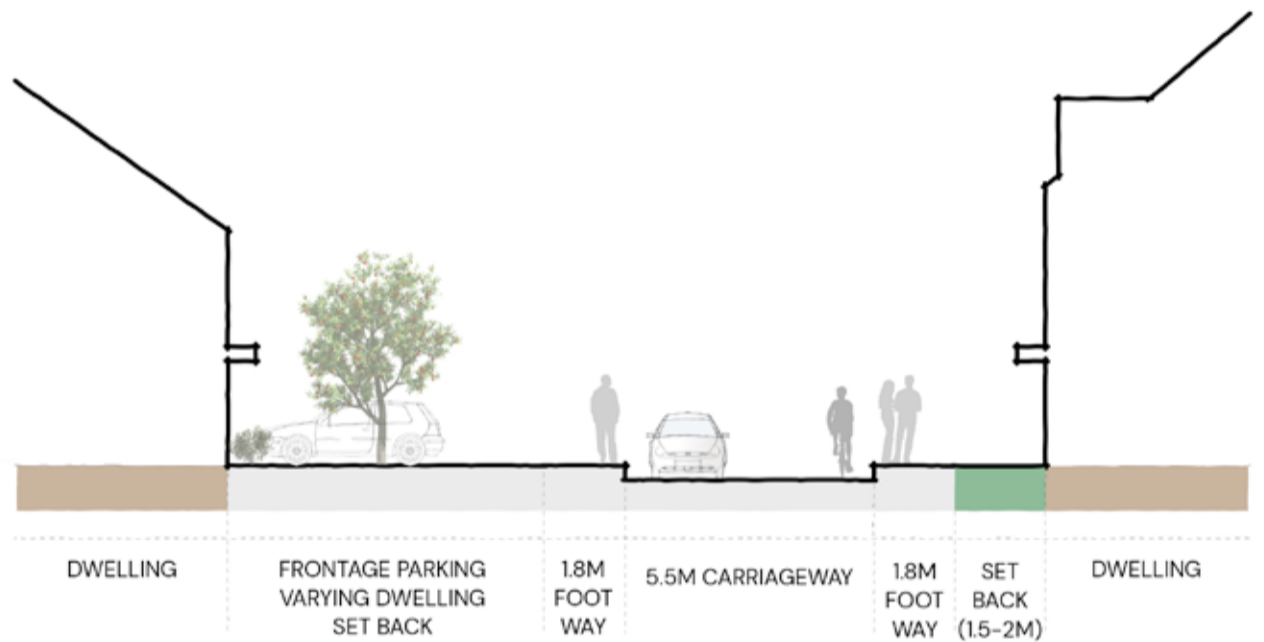 DWELLING
FRONTAGE PARKING
VARYING DWELLING
SET BACK
1.8M
FOOT
WAY
5.5M CARRIAGEWAY
1.8M
FOOT
WAY
SET
BACK
(1.5-2M)
DWELLING